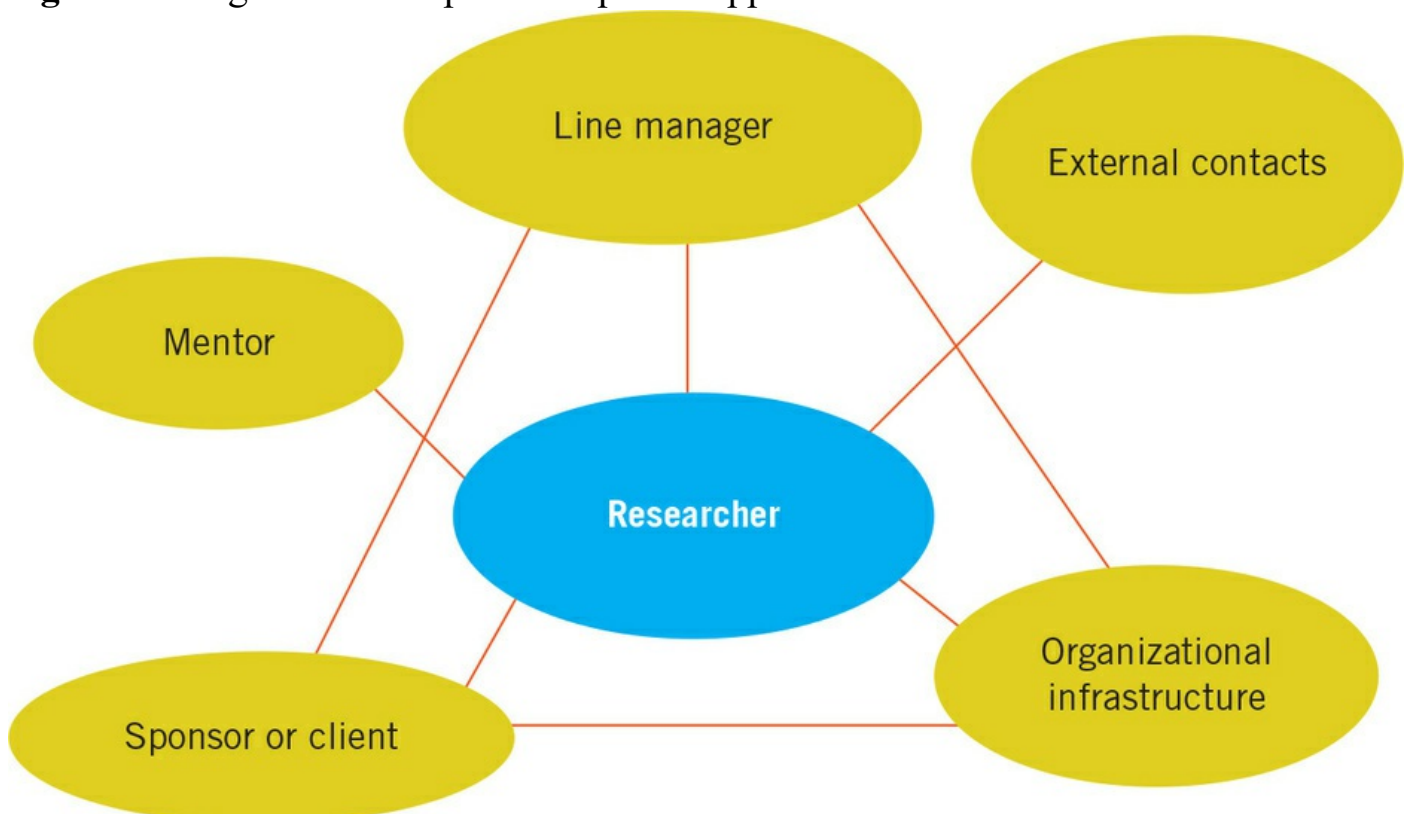 Line manager
External contacts
Mentor
Researcher
Organizational
infrastructure
Sponsor or client